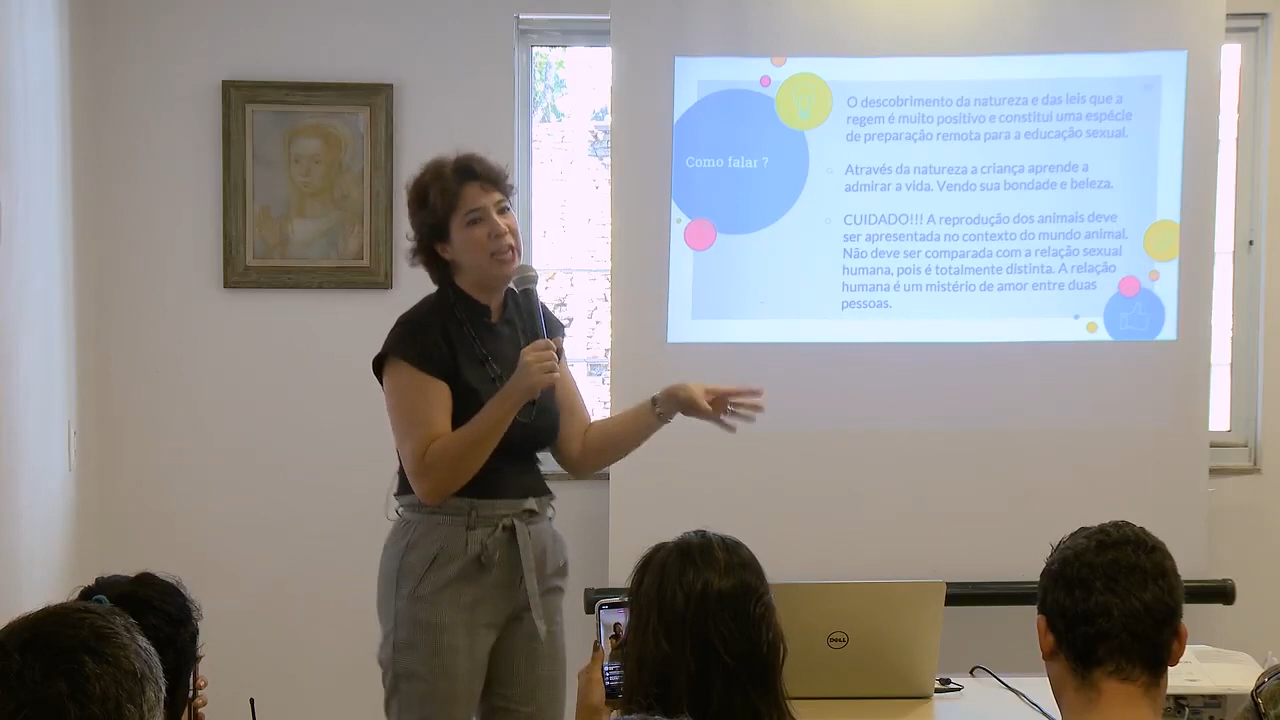 Como falar ?
O descobrimento da natureza e das leis que a
regem é muito positivo e constitui uma espécie
de preparação remota para a educação sexual.
Através da natureza a criança aprende a
admirar a vida. Vendo sua bondade e beleza.
CUIDADO!!! A reprodução dos animais deve
ser apresentada no contexto do mundo animal.
Não deve ser comparada com a relação sexual
humana, pois é totalmente distinta. A relação
humana é um mistério de amor entre duas
pessoas.
DELL